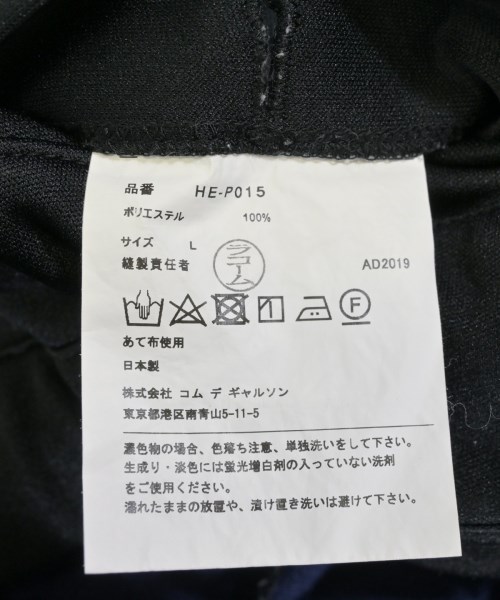 品番 HE-P015
ポリエステル 100%
サイズ L
縫製責任者 ラコーム AD2019
F
あて布使用
日本製
株式会社 コム デ ギャルソン
東京都港区南青山5-11-5
濃色物の場合、色落ち注意、単独洗いをして下さい。
生成り・淡色には蛍光増白剤の入っていない洗剤
をご使用ください。
濡れたままの放置や、漬け置き洗いは避けて下さい。